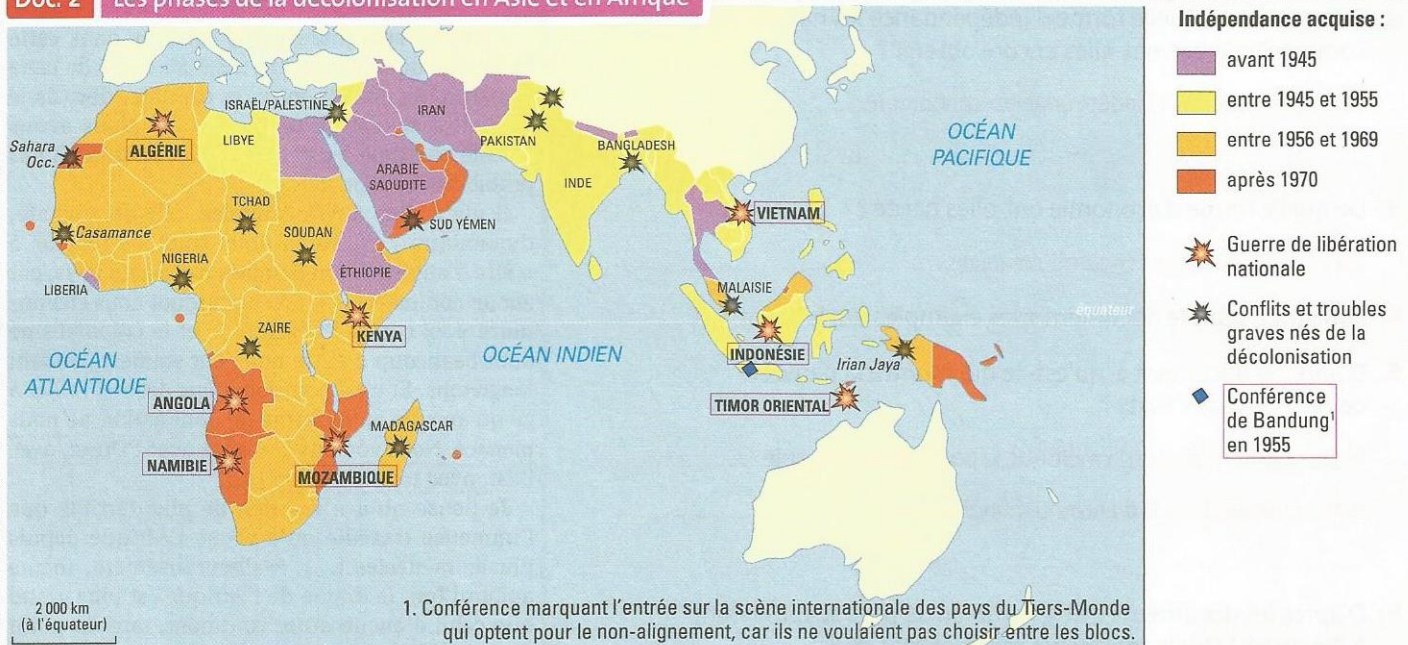 Doc. 2 Les phases de la décolonisation en Asie et en Afrique
Indépendance acquise :
avant 1945
entre 1945 et 1955
entre 1956 et 1969
après 1970
Guerre de libération
nationale
Conflits et troubles
graves nés de la
décolonisation
Conférence
de Bandung¹
en 1955
ISRAËL/PALESTINE
IRAN
Sahara
Occ.
ALGÉRIE
LIBYE
PAKISTAN
BANGLADESH
OCÉAN
PACIFIQUE
ARABIE
SAOUDITE
INDE
TCHAD
VIETNAM
Casamance
SOUDAN
SUD YÉMEN
NIGERIA
ÉTHIOPIE
LIBERIA
MALAISIE
équateur
ZAIRE
KENYA
OCÉAN
ATLANTIQUE
OCÉAN INDIEN
INDONÉSIE
Irian Jaya
ANGOLA
TIMOR ORIENTAL
MADAGASCAR
NAMIBIE
MOZAMBIQUE
2 000 km
(à l'équateur)
1. Conférence marquant l'entrée sur la scène internationale des pays du Tiers-Monde
qui optent pour le non-alignement, car ils ne voulaient pas choisir entre les blocs.